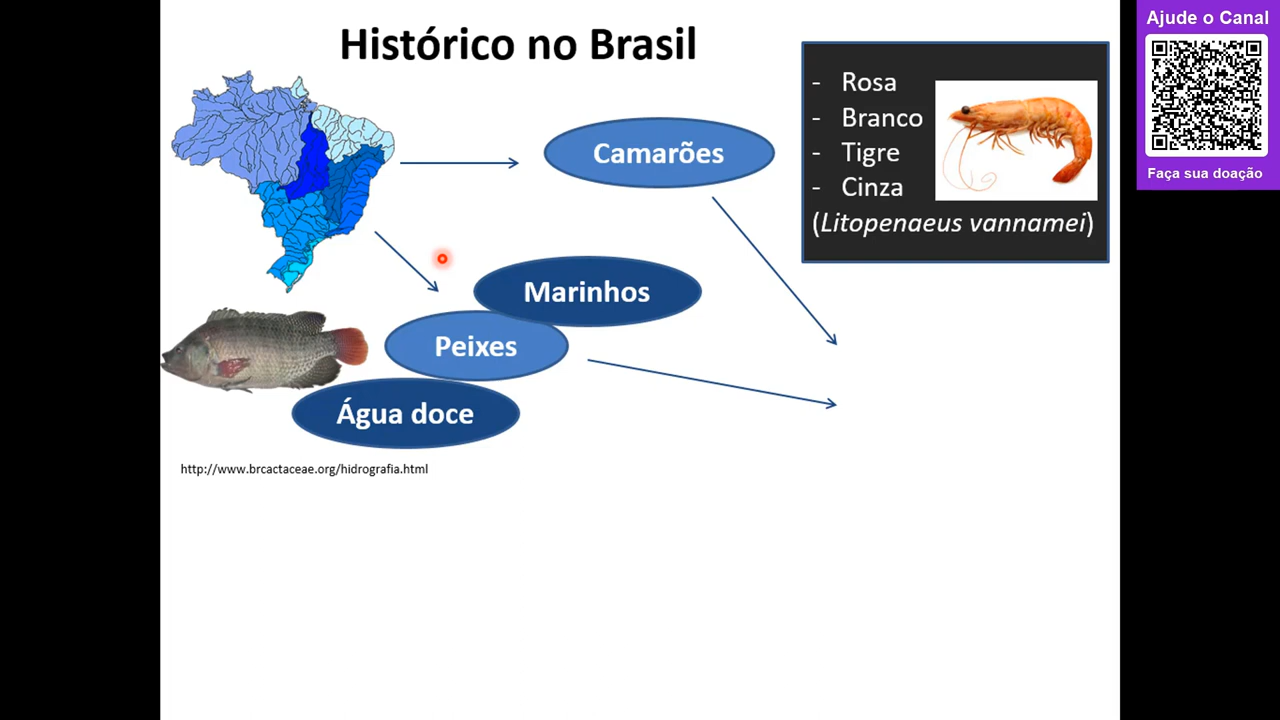 Histórico no Brasil
Camarões
- Rosa
- Branco
- Tigre
- Cinza
(Litopenaeus vannamei)
Marinhos
Peixes
Água doce
http://www.brcactaceae.org/hidrografia.html
Ajude o Canal
Faça sua doação